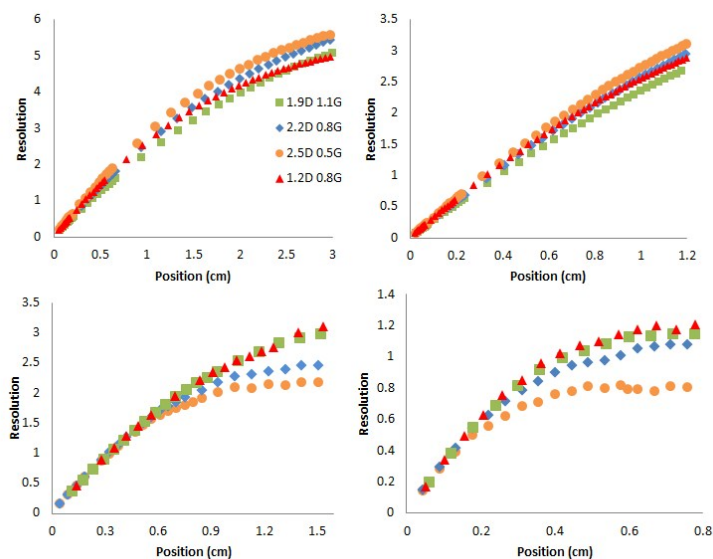 6
5
4
3
2
1
0
Resolution
0 0.5 1 1.5 2 2.5 3
Position (cm)
1.9D 1.1G
2.2D 0.8G
2.5D 0.5G
1.2D 0.8G
3.5
3
2.5
2
1.5
1
0.5
0
Resolution
0 0.2 0.4 0.6 0.8 1 1.2
Position (cm)
3.5
3
2.5
2
1.5
1
0.5
0
Resolution
0 0.3 0.6 0.9 1.2 1.5
Position (cm)
1.4
1.2
1
0.8
0.6
0.4
0.2
0
Resolution
0 0.2 0.4 0.6 0.8
Position (cm)